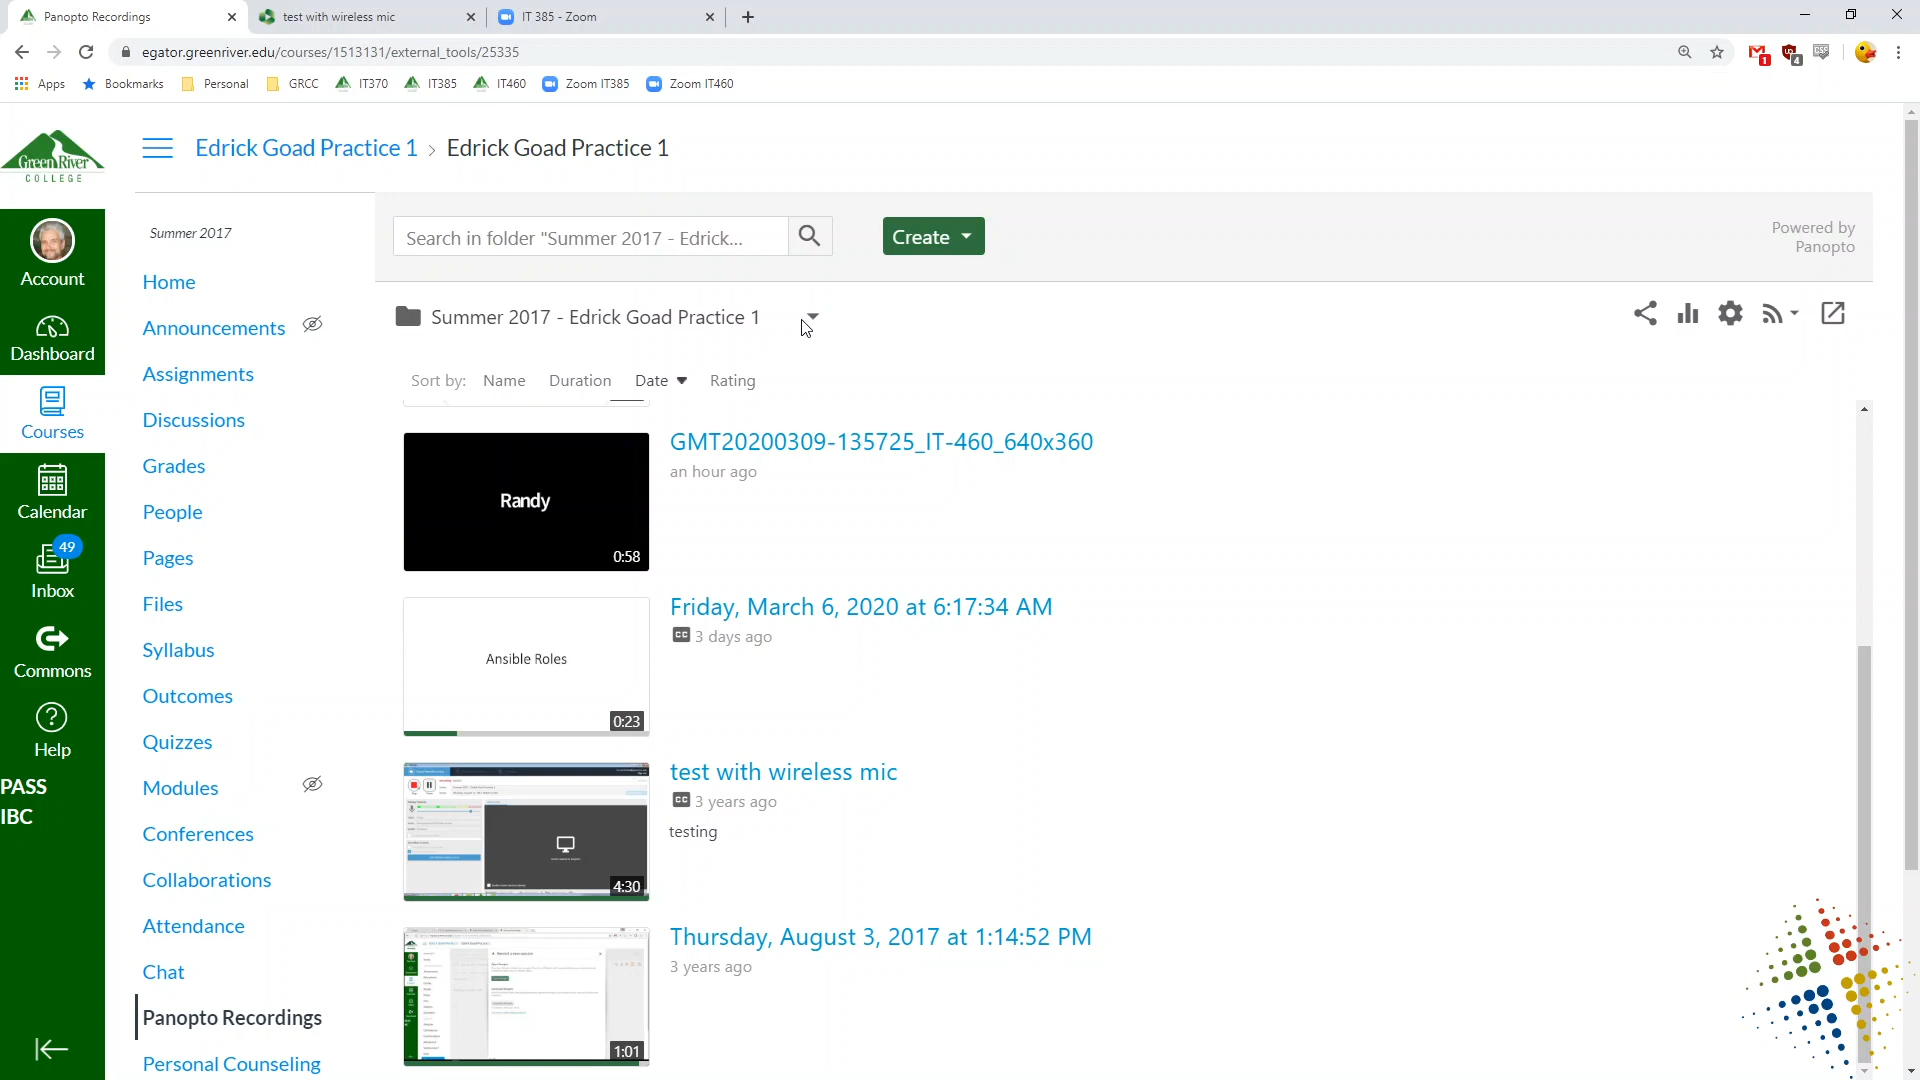 Panopto Recordings
test with wireless mic
IT 385 - Zoom
egator.greenriver.edu/courses/1513131/external_tools/25335
1
4
Apps
Bookmarks
Personal
GRCC
IT370
IT385
IT460
Zoom IT385
Zoom IT460
Green River
COLLEGE
Edrick Goad Practice 1 › Edrick Goad Practice 1
Account
Dashboard
Courses
Calendar
49
Inbox
Commons
Help
PASS
IBC
Summer 2017
Home
Announcements
Assignments
Discussions
Grades
People
Pages
Files
Syllabus
Outcomes
Quizzes
Modules
Conferences
Collaborations
Attendance
Chat
Panopto Recordings
Personal Counseling
Search in folder "Summer 2017 - Edrick...
Create
Powered by
Panopto
Summer 2017 - Edrick Goad Practice 1
Sort by: Name Duration Date Rating
Randy
0:58
GMT20200309-135725_IT-460_640x360
an hour ago
Ansible Roles
0:23
Friday, March 6, 2020 at 6:17:34 AM
CC 3 days ago
4:30
test with wireless mic
CC 3 years ago
testing
1:01
Thursday, August 3, 2017 at 1:14:52 PM
3 years ago